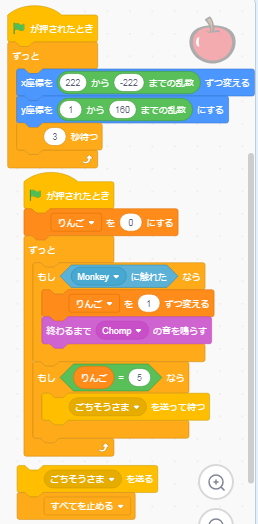 が押されたとき
ずっと
x座標を 222 から -222 までの乱数 ずつ変える
y座標を 1 から 160 までの乱数 にする
3 秒待つ
が押されたとき
りんご を 0 にする
ずっと
もし Monkey に触れた なら
りんご を 1 ずつ変える
終わるまで Chomp の音を鳴らす
もし りんご = 5 なら
ごちそうさま を送って待つ
ごちそうさま を送る
すべてを止める